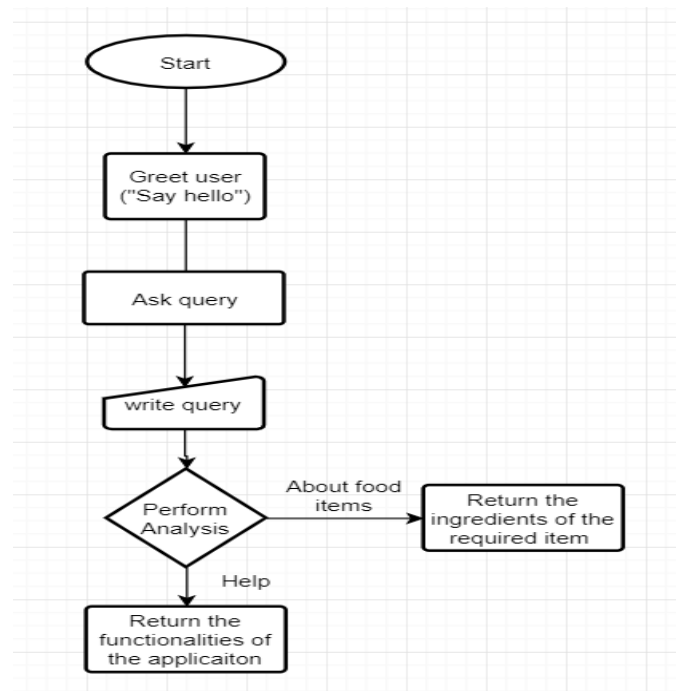 Start
Greet user
("Say hello")
Ask query
write query
Perform
Analysis
About food
items
Return the
ingredients of the
required item
Help
Return the
functionalities of
the applicaiton